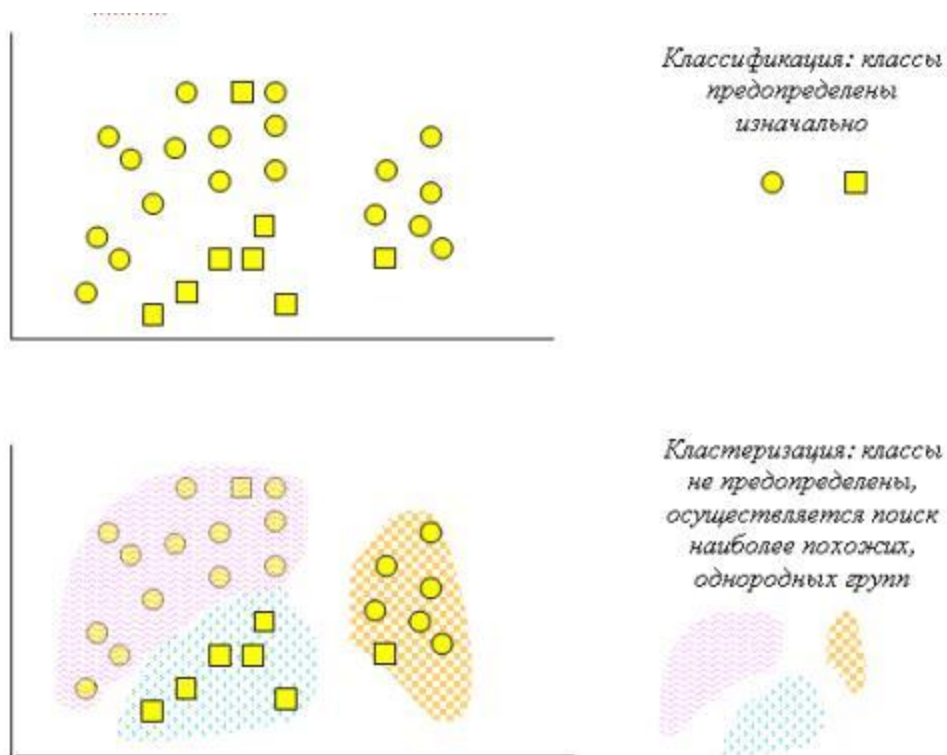 Классификация: классы
предопределены
изначально
Кластеризация: классы
не предопределены,
осуществляется поиск
наиболее похожих,
однородных групп